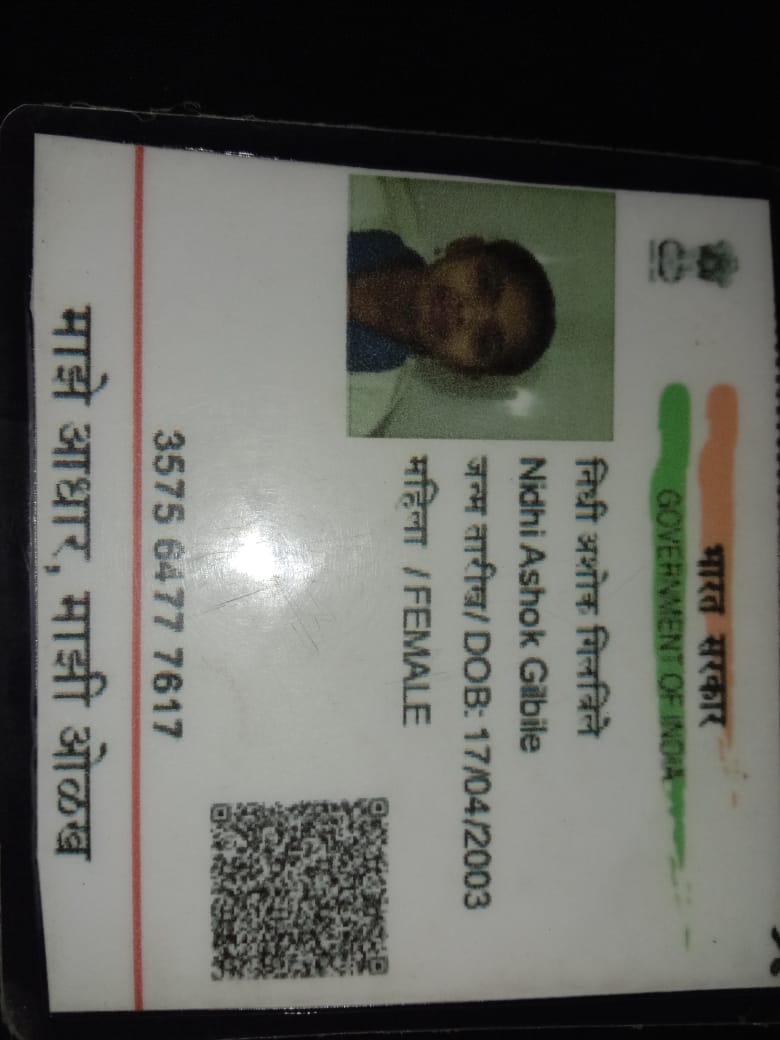 भारत सरकार
GOVERNMENT OF INDIA
निधी अशोक गिलबिले
Nidhi Ashok Gilbile
जन्म तारीख/ DOB: 17/04/2003
महिला / FEMALE
3575 6477 7617
माझे आधार, माझी ओळख